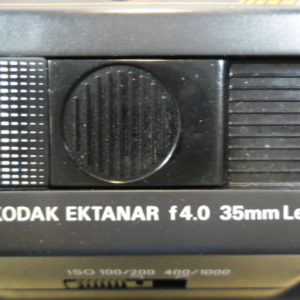 KODAK EKTANAR f4.0 35mm Le
ISO 100/200 400/1000